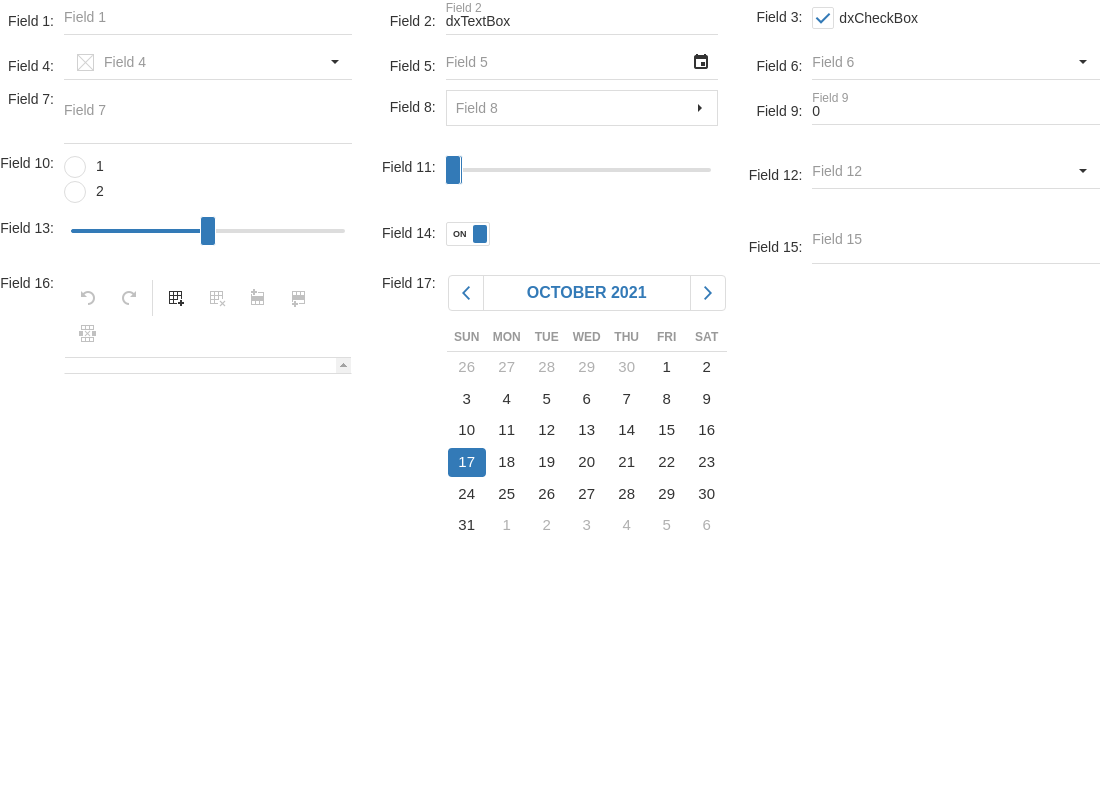 Field 1: Field 1
Field 2: Field 2
dxTextBox
Field 3: dxCheckBox
Field 4: Field 4
Field 5: Field 5
Field 6: Field 6
Field 7: Field 7
Field 8: Field 8
Field 9: Field 9
0
Field 10: 1
2
Field 11:
Field 12: Field 12
Field 13:
Field 14: ON
Field 15: Field 15
Field 16:
Field 17: OCTOBER 2021
SUN MON TUE WED THU FRI SAT
26 27 28 29 30 1 2
3 4 5 6 7 8 9
10 11 12 13 14 15 16
17 18 19 20 21 22 23
24 25 26 27 28 29 30
31 1 2 3 4 5 6